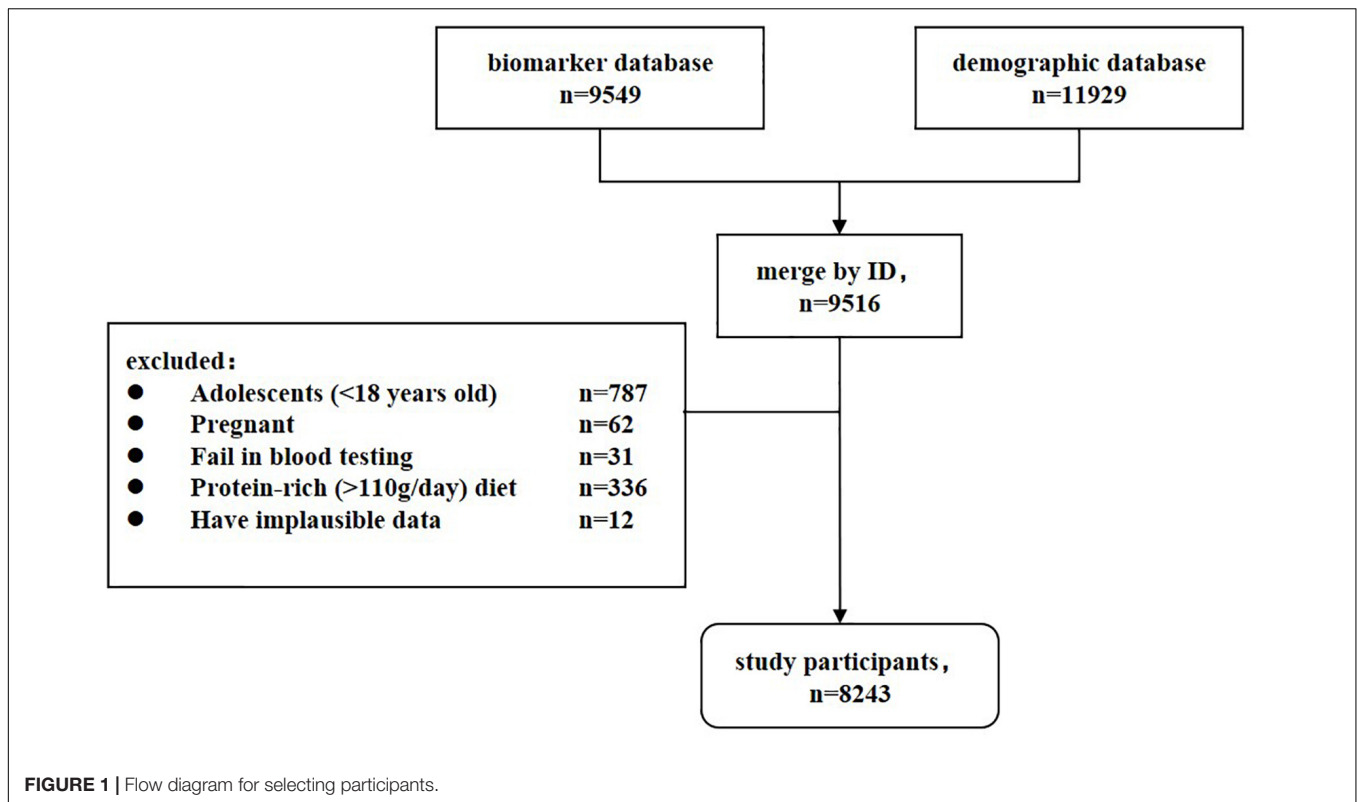 biomarker database
n=9549
demographic database
n=11929
merge by ID,
n=9516
excluded:
● Adolescents (<18 years old) n=787
● Pregnant n=62
● Fail in blood testing n=31
● Protein-rich (>110g/day) diet n=336
● Have implausible data n=12
study participants,
n=8243
FIGURE 1 | Flow diagram for selecting participants.